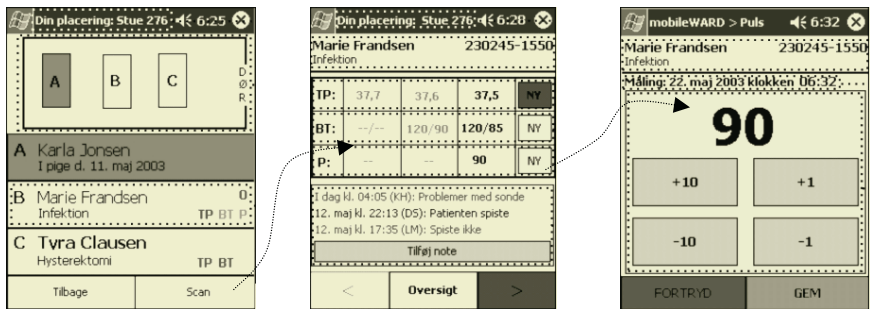 Din placering: Stue 276 6:25
A
B
C
D
Ø
R
A Karla Jonsen
I pige d. 11. maj 2003
B Marie Frandsen 0
Infektion TP BT P
C Tyra Clausen
Hysterektomi TP BT
Tilbage Scan
Din placering: Stue 276 6:28
Marie Frandsen 230245-1550
Infektion
TP: 37,7 37,6 37,5 NY
BT: --/-- 120/90 120/85 NY
P: -- -- 90 NY
I dag kl. 04:05 (KH): Problemer med sonde
12. maj kl. 22:13 (DS): Patienten spiste
12. maj kl. 17:35 (LM): Spiste ikke
Tilføj note
< Oversigt >
mobileWARD > Puls 6:32
Marie Frandsen 230245-1550
Infektion
Måling: 22. maj 2003 klokken 06:32
90
+10 +1
-10 -1
FORTRYD GEM